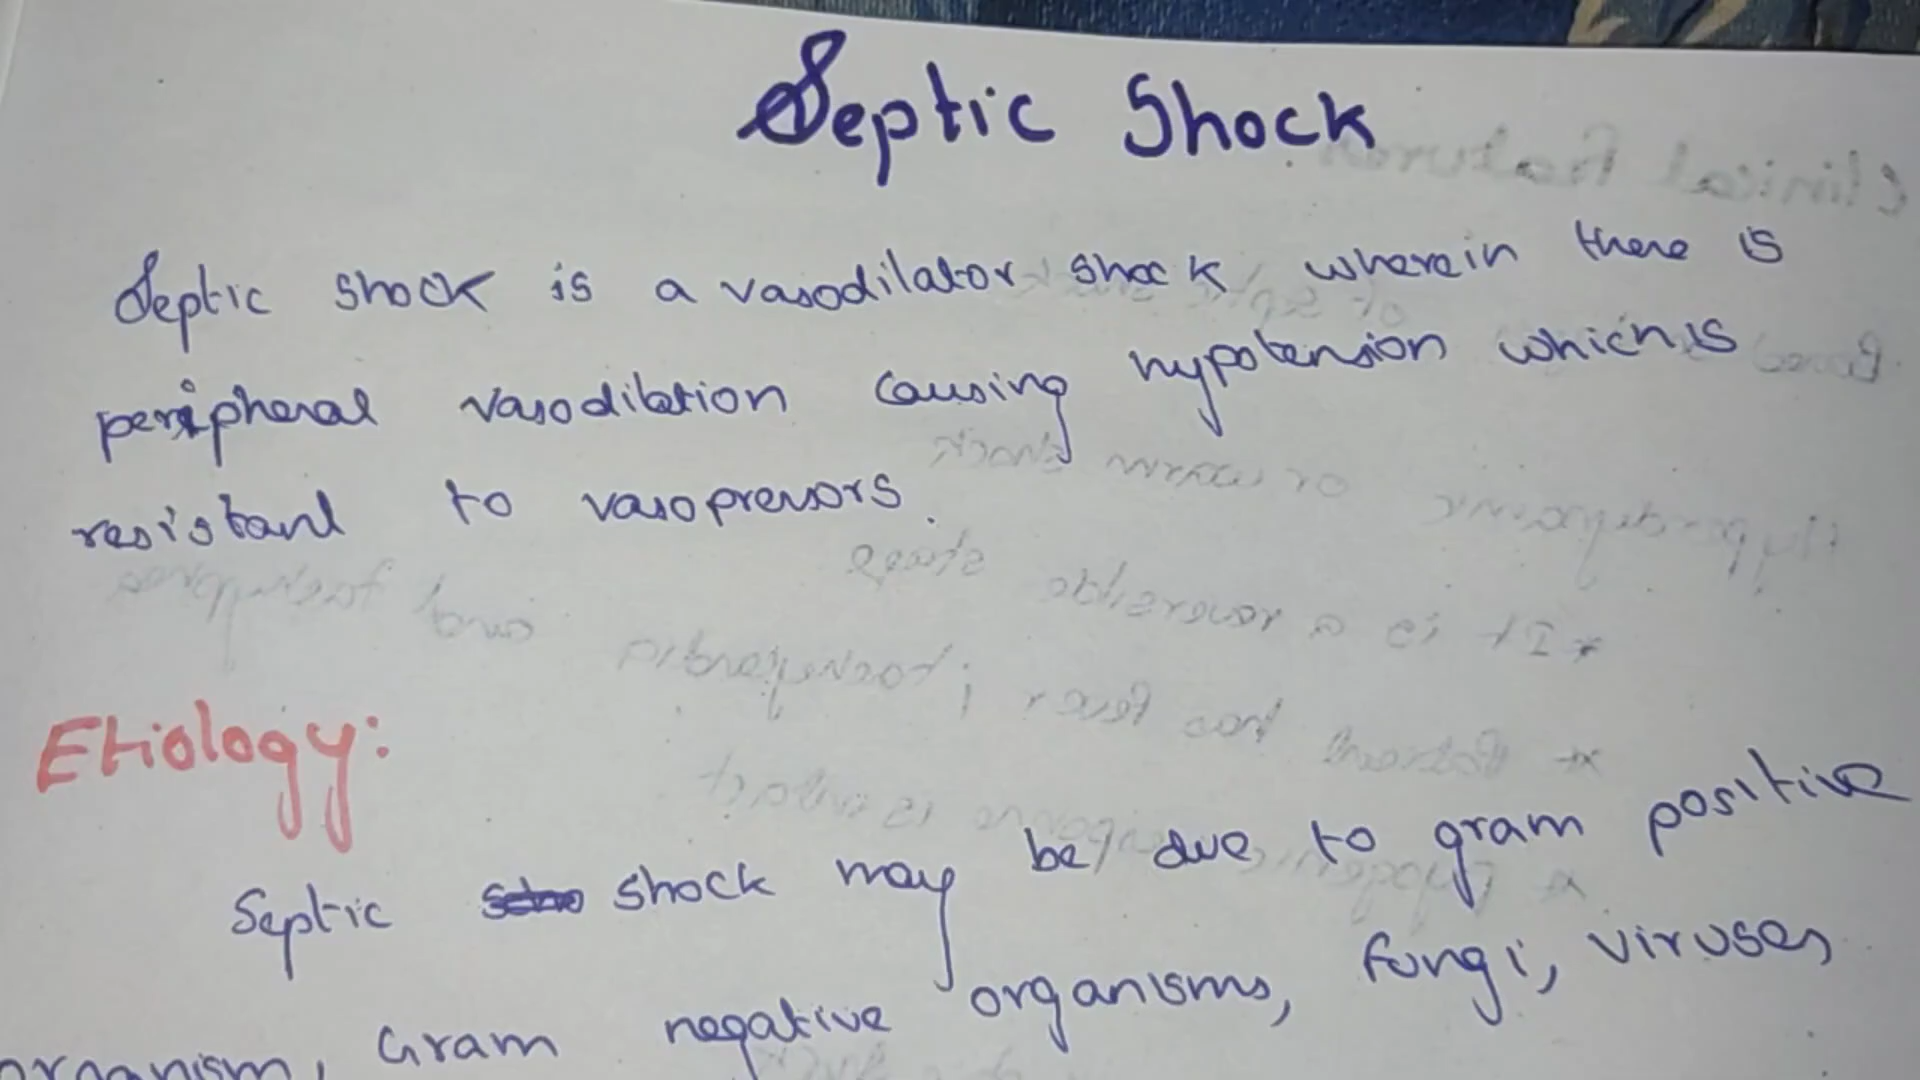 Septic Shock
Septic shock is a vasodilator shock wherein there is
peripheral vasodilation causing hypotension which is
resistant to vasopressors.
Etiology:
Septic shock may be due to gram positive
organism, Gram negative organisms, fungi, viruses,